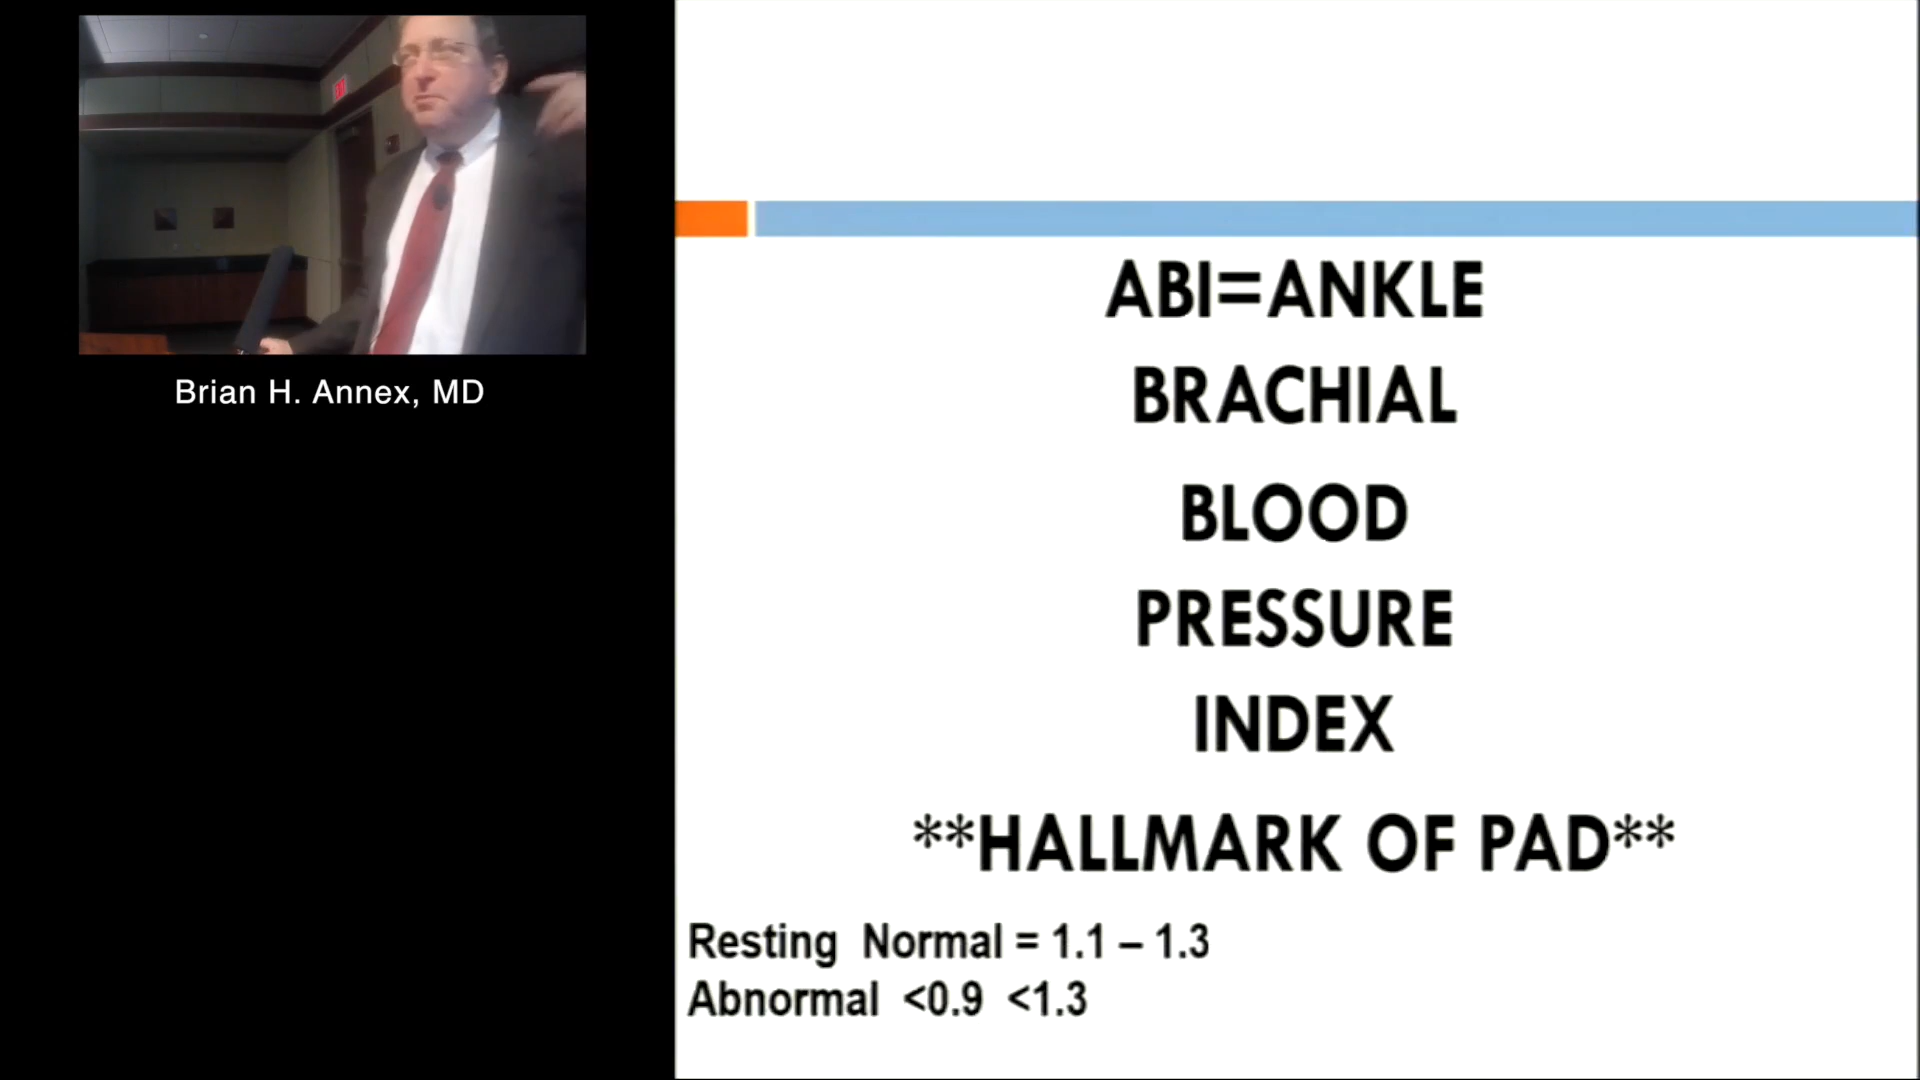 Brian H. Annex, MD
ABI=ANKLE
BRACHIAL
BLOOD
PRESSURE
INDEX
**HALLMARK OF PAD**
Resting Normal = 1.1 – 1.3
Abnormal <0.9 <1.3